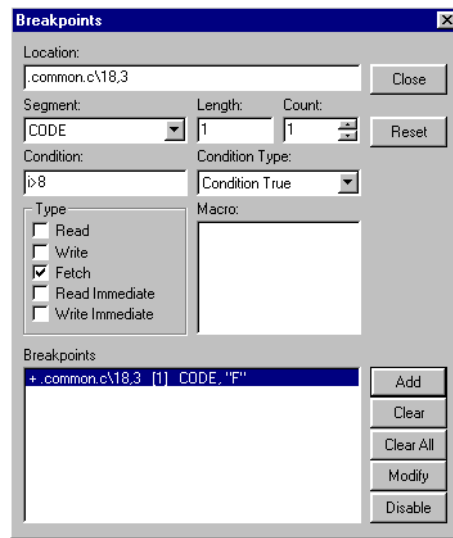 Breakpoints
Location:
.common.c\18,3
Close
Segment: Length: Count:
CODE 1 1
Reset
Condition: Condition Type:
i>8 Condition True
Type Macro:
Read
Write
Fetch
Read Immediate
Write Immediate
Breakpoints
+ .common.c\18,3 [1] CODE, "F"
Add
Clear
Clear All
Modify
Disable